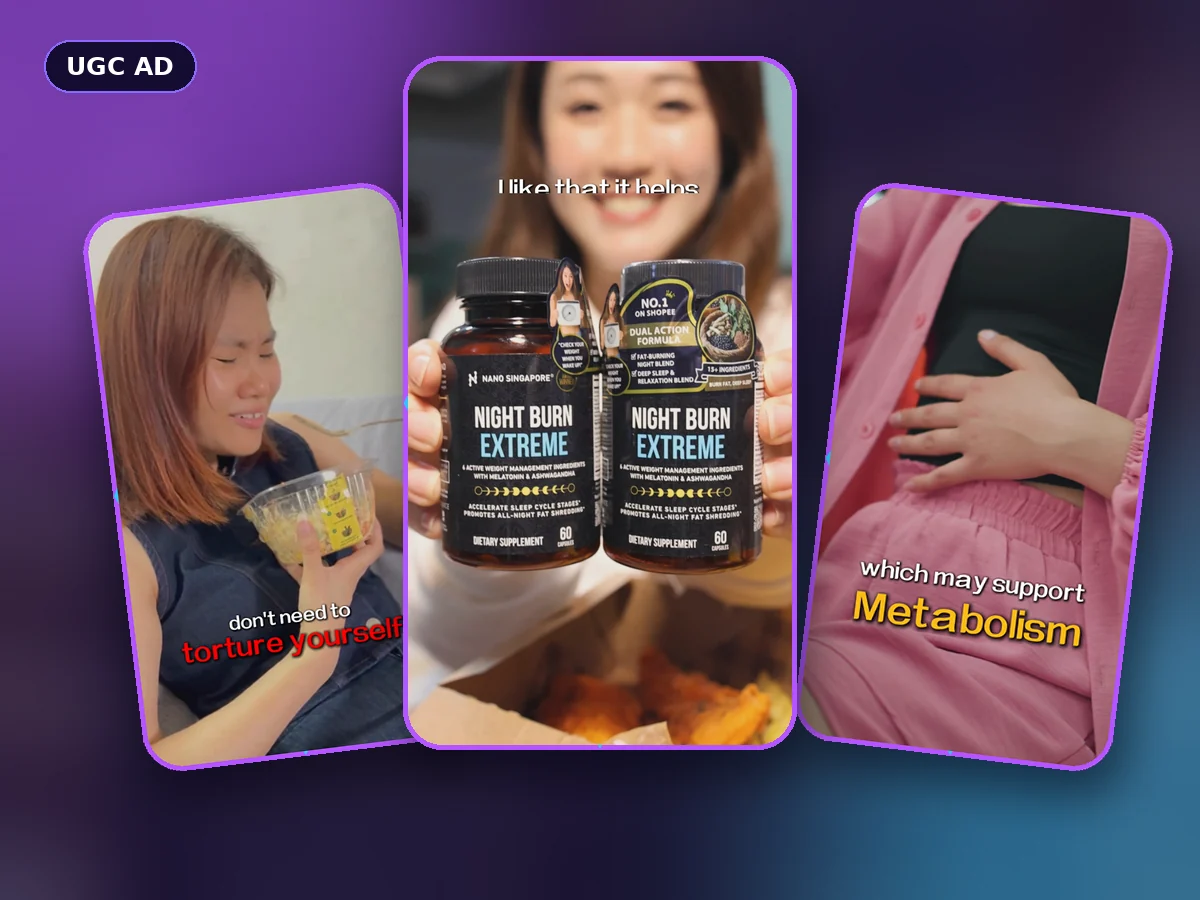 UGC AD
don't need to
torture yourself
I like that it helps
NANO SINGAPORE
NIGHT BURN
EXTREME
6 ACTIVE WEIGHT MANAGEMENT INGREDIENTS
WITH MELATONIN & ASHWAGANDHA
ACCELERATE SLEEP CYCLE STAGES*
PROMOTES ALL-NIGHT FAT SHREDDING*
DIETARY SUPPLEMENT
60
CAPSULES
"CHECK YOUR
WEIGHT
WHEN YOU
WAKE UP!"
NO.1
ON SHOPEE
DUAL ACTION
FORMULA
FAT-BURNING
NIGHT BLEND
DEEP SLEEP &
RELAXATION BLEND
13+ INGREDIENTS
BURN FAT, DEEP SLEEP
NIGHT BURN
EXTREME
6 ACTIVE WEIGHT MANAGEMENT INGREDIENTS
WITH MELATONIN & ASHWAGANDHA
ACCELERATE SLEEP CYCLE STAGES*
PROMOTES ALL-NIGHT FAT SHREDDING*
DIETARY SUPPLEMENT
60
CAPSULES
which may support
Metabolism